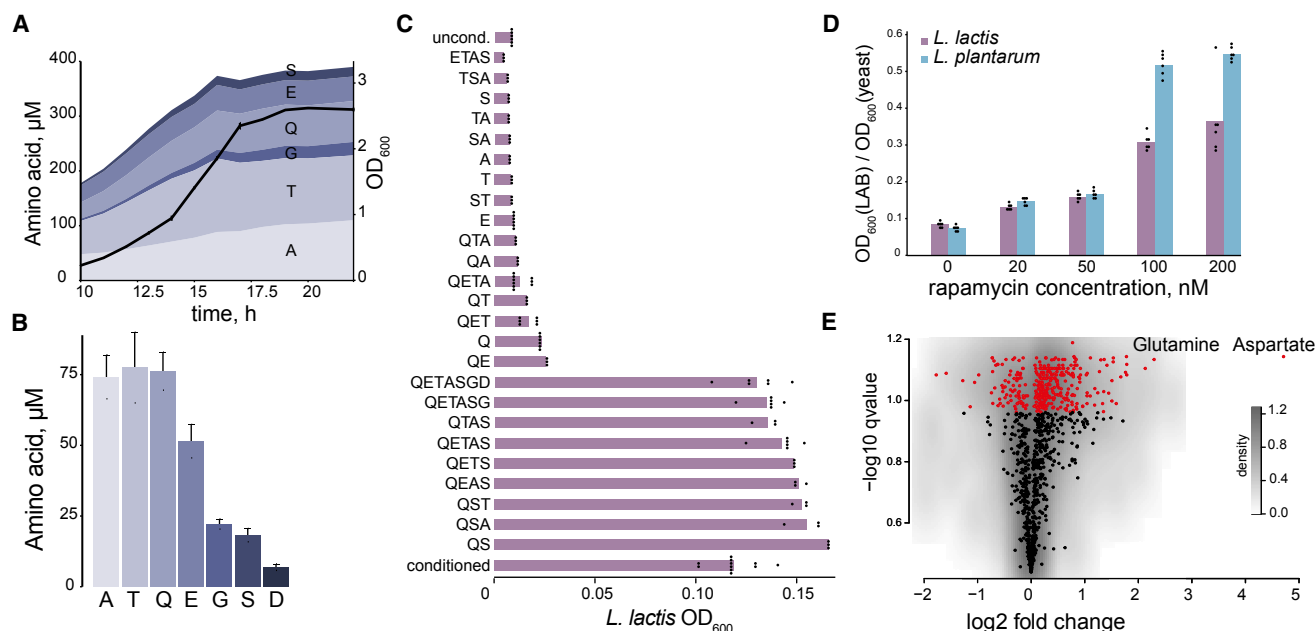 A
400
300
200
100
0
Amino acid, µM
S
E
Q
G
T
A
3
2
1
0
OD600
10 12.5 15 17.5 20 22
time, h
B
75
50
25
0
Amino acid, µM
A T Q E G S D
C
uncond.
ETAS
TSA
S
TA
SA
A
T
ST
E
QTA
QA
QETA
QT
QET
Q
QE
QETASGD
QETASG
QTAS
QETAS
QETS
QEAS
QST
QSA
QS
conditioned
0 0.05 0.10 0.15
L. lactis OD600
D
L. lactis
L. plantarum
0.6
0.5
0.4
0.3
0.2
0.1
0
OD600(LAB) / OD600(yeast)
0 20 50 100 200
rapamycin concentration, nM
E
1.2
1.0
0.8
0.6
−log10 qvalue
Glutamine Aspartate
density
1.2
0.8
0.4
0.0
−2 −1 0 1 2 3 4 5
log2 fold change